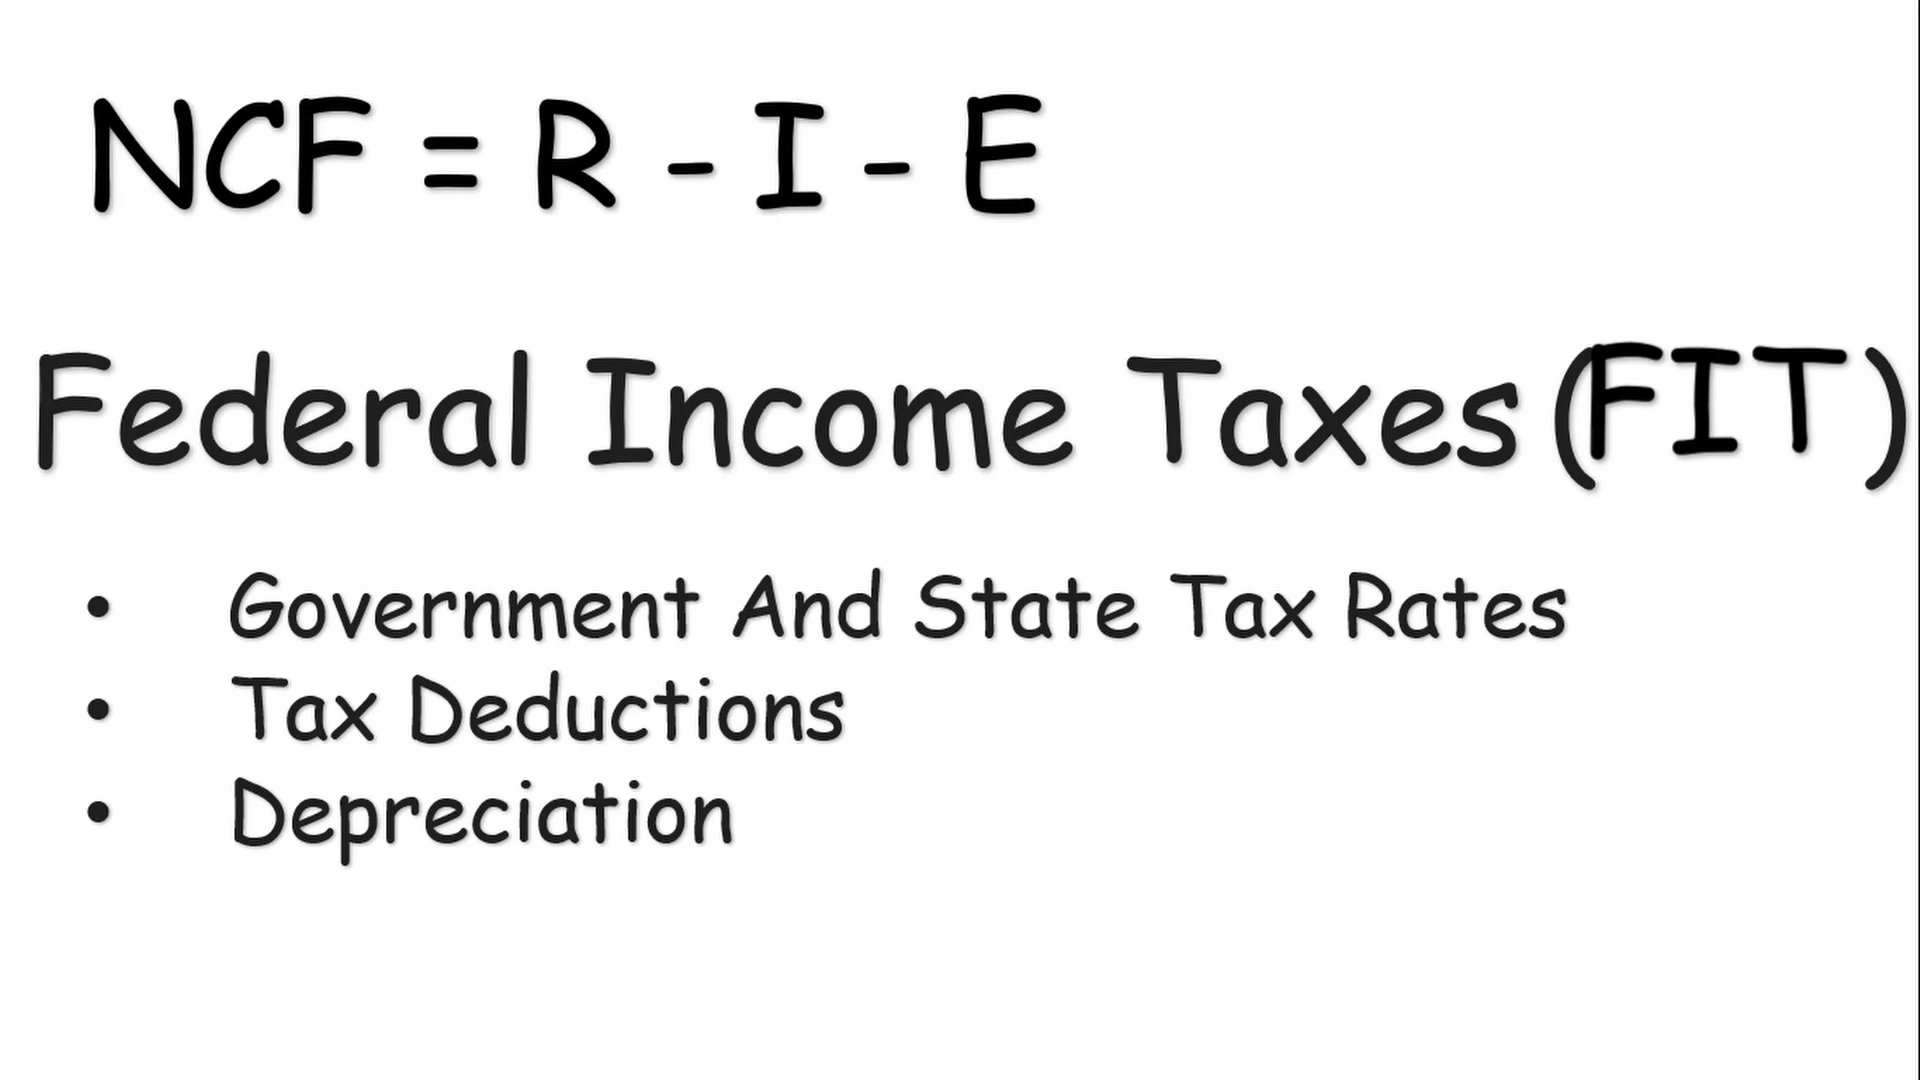 NCF = R - I - E
Federal Income Taxes (FIT)
• Government And State Tax Rates
• Tax Deductions
• Depreciation